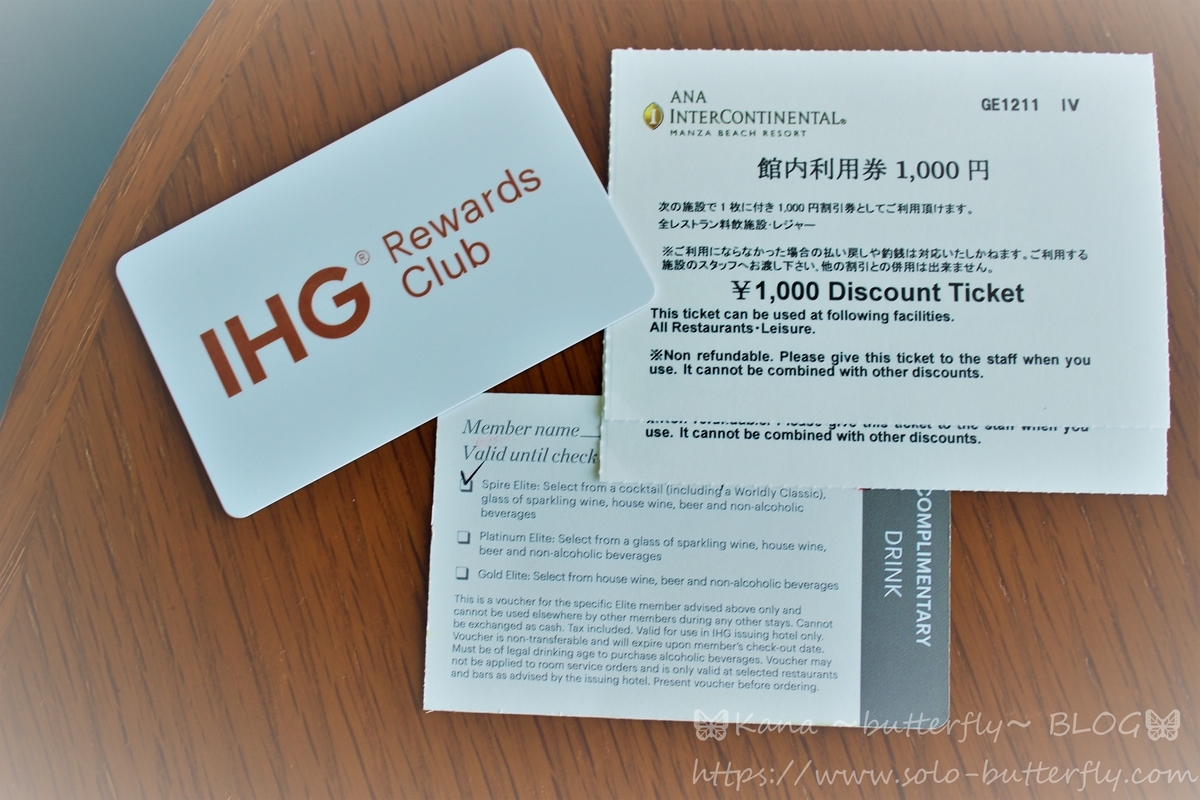 IHG® Rewards
Club
ANA
INTERCONTINENTAL®
MANZA BEACH RESORT
GE1211 IV
館内利用券 1,000 円
次の施設で1枚に付き1,000円割引券としてご利用頂けます。
全レストラン料飲施設・レジャー
※ご利用にならなかった場合の払い戻しや釣銭は対応いたしかねます。ご利用する
施設のスタッフへお渡し下さい。他の割引との併用は出来ません。
￥1,000 Discount Ticket
This ticket can be used at following facilities.
All Restaurants・Leisure.
※Non refundable. Please give this ticket to the staff when you
use. It cannot be combined with other discounts.
※Non refundable. Please give this ticket to the staff when you
use. It cannot be combined with other discounts.
Member name
Valid until check
Spire Elite: Select from a cocktail (including a Worldly Classic),
glass of sparkling wine, house wine, beer and non-alcoholic
beverages
Platinum Elite: Select from a glass of sparkling wine, house wine,
beer and non-alcoholic beverages
Gold Elite: Select from house wine, beer and non-alcoholic beverages
This is a voucher for the specific Elite member advised above only and
cannot be used elsewhere by other members during any other stays. Cannot
be exchanged as cash. Tax included. Valid for use in IHG issuing hotel only.
Voucher is non-transferable and will expire upon member's check-out date.
Must be of legal drinking age to purchase alcoholic beverages. Voucher may
not be applied to room service orders and is only valid at selected restaurants
and bars as advised by the issuing hotel. Present voucher before ordering.
COMPLIMENTARY
DRINK
Kana ~butterfly~ BLOG
https://www.solo-butterfly.com